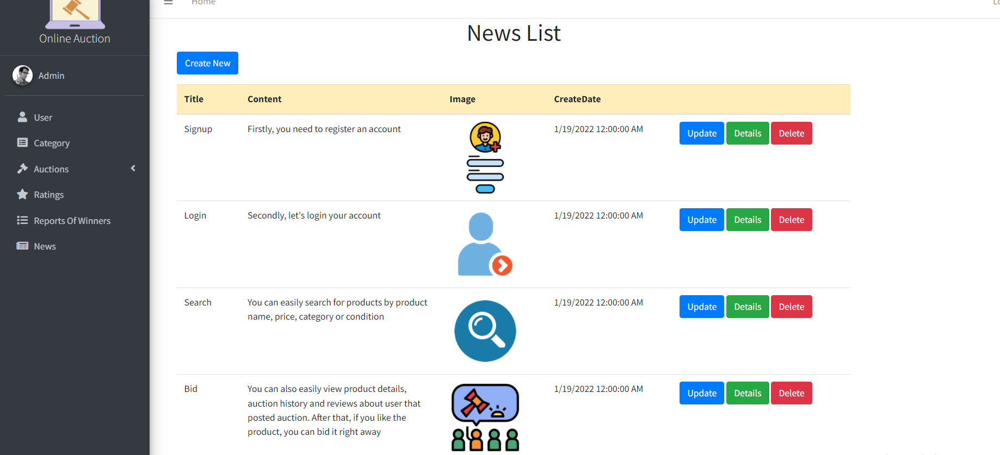 Home
Online Auction
Admin
User
Category
Auctions
Ratings
Reports Of Winners
News
News List
Create New
Title Content Image CreateDate
Signup Firstly, you need to register an account 1/19/2022 12:00:00 AM Update Details Delete
Login Secondly, let's login your account 1/19/2022 12:00:00 AM Update Details Delete
Search You can easily search for products by product 1/19/2022 12:00:00 AM Update Details Delete
name, price, category or condition
Bid You can also easily view product details, 1/19/2022 12:00:00 AM Update Details Delete
auction history and reviews about user that
posted auction. After that, if you like the
product, you can bid it right away